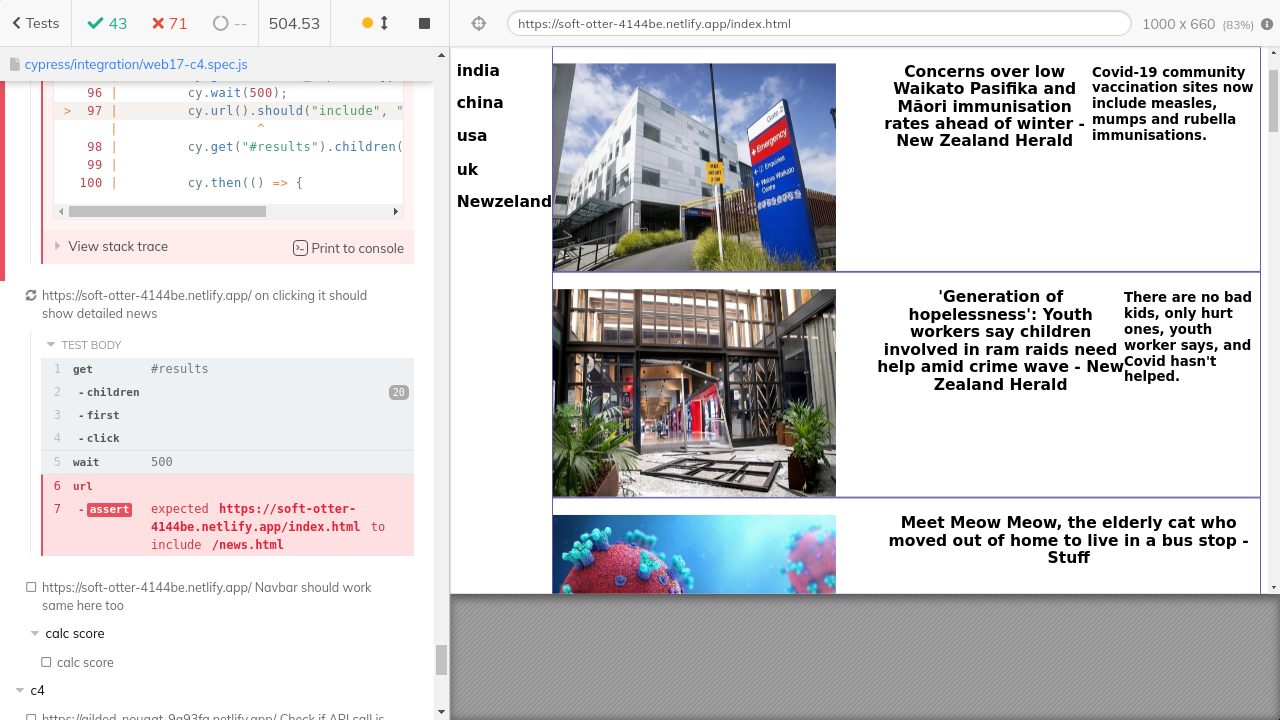 Tests
43
71
--
504.53
https://soft-otter-4144be.netlify.app/index.html
1000 x 660 (83%)
cypress/integration/web17-c4.spec.js
96 | cy.wait(500);
> 97 | cy.url().should("include", "
| ^
98 | cy.get("#results").children(
99 |
100 | cy.then(() => {
View stack trace
Print to console
https://soft-otter-4144be.netlify.app/ on clicking it should
show detailed news
TEST BODY
1 get #results
2 -children 20
3 -first
4 -click
5 wait 500
6 url
7 -assert expected https://soft-otter-
4144be.netlify.app/index.html to
include /news.html
https://soft-otter-4144be.netlify.app/ Navbar should work
same here too
calc score
calc score
c4
https://gilded-nougat-9a93fa.netlify.app/ Check if API call is
india
china
usa
uk
Newzeland
Emergency
Concerns over low
Waikato Pasifika and
Māori immunisation
rates ahead of winter -
New Zealand Herald
Covid-19 community
vaccination sites now
include measles,
mumps and rubella
immunisations.
'Generation of
hopelessness': Youth
workers say children
involved in ram raids need
help amid crime wave - New
Zealand Herald
There are no bad
kids, only hurt
ones, youth
worker says, and
Covid hasn't
helped.
Meet Meow Meow, the elderly cat who
moved out of home to live in a bus stop -
Stuff